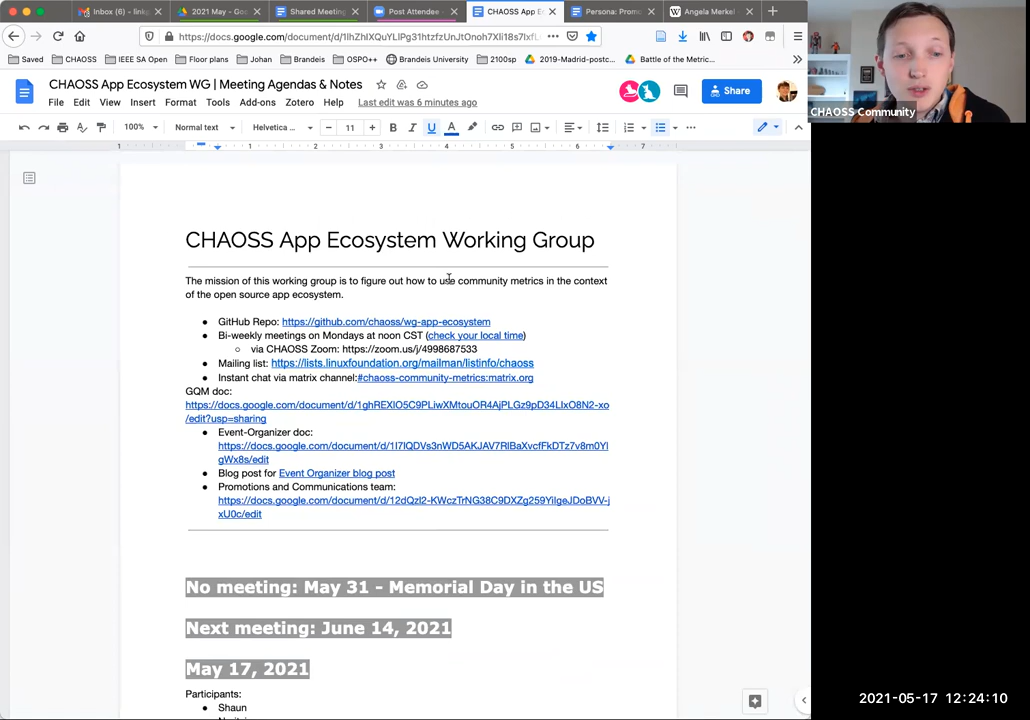 Inbox (6) - link
2021 May - Go
Shared Meeting
Post Attendee -
CHAOSS App E
Persona: Prom
Angela Merkel -
https://docs.google.com/document/d/1IhZhIXQuYLIPg31htzfzUnJtOnoh7Xli18s7Ixf
Saved
CHAOSS
IEEE SA Open
Floor plans
Johan
Brandeis
OSPO++
Brandeis University
2100sp
2019-Madrid-postc...
Battle of the Metric...
CHAOSS App Ecosystem WG | Meeting Agendas & Notes
File Edit View Insert Format Tools Add-ons Zotero Help Last edit was 6 minutes ago
Share
100% Normal text Helvetica ... 11
CHAOSS Community
CHAOSS App Ecosystem Working Group
The mission of this working group is to figure out how to use community metrics in the context
of the open source app ecosystem.
GitHub Repo: https://github.com/chaoss/wg-app-ecosystem
Bi-weekly meetings on Mondays at noon CST (check your local time)
via CHAOSS Zoom: https://zoom.us/j/4998687533
Mailing list: https://lists.linuxfoundation.org/mailman/listinfo/chaoss
Instant chat via matrix channel:#chaoss-community-metrics:matrix.org
GQM doc:
https://docs.google.com/document/d/1ghREXIO5C9PLiwXMtouOR4AjPLGz9pD34LIxO8N2-xo
/edit?usp=sharing
Event-Organizer doc:
https://docs.google.com/document/d/1I7IQDVs3nWD5AKJAV7RlBaXvcfFkDTz7v8m0Yl
gWx8s/edit
Blog post for Event Organizer blog post
Promotions and Communications team:
https://docs.google.com/document/d/12dQzI2-KWczTrNG38C9DXZg259YilgeJDoBVV-j
xU0c/edit
No meeting: May 31 - Memorial Day in the US
Next meeting: June 14, 2021
May 17, 2021
Participants:
Shaun
2021-05-17 12:24:10